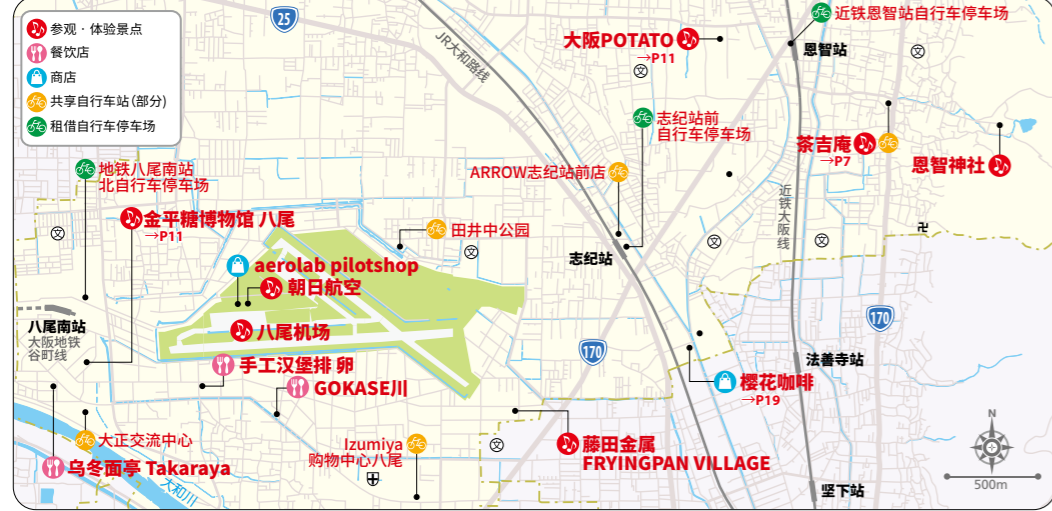 参观・体验景点
餐饮店
商店
共享自行车站(部分)
租借自行车停车场
25
JR大和路线
大阪POTATO
→P11
文
近铁恩智站自行车停车场
恩智站
文
志纪站前
自行车停车场
茶吉庵
→P7
恩智神社
地铁八尾南站
北自行车停车场
ARROW志纪站前店
近铁大阪线
金平糖博物馆 八尾
→P11
文
田井中公园
文
文
文
卍
志纪站
aerolab pilotshop
朝日航空
八尾机场
八尾南站
大阪地铁
谷町线
170
170
手工汉堡排 卵
GOKASE川
法善寺站
樱花咖啡
→P19
大正交流中心
乌冬面亭 Takaraya
大和川
Izumiya
购物中心八尾
文
藤田金属
FRYINGPAN VILLAGE
N
500m
坚下站